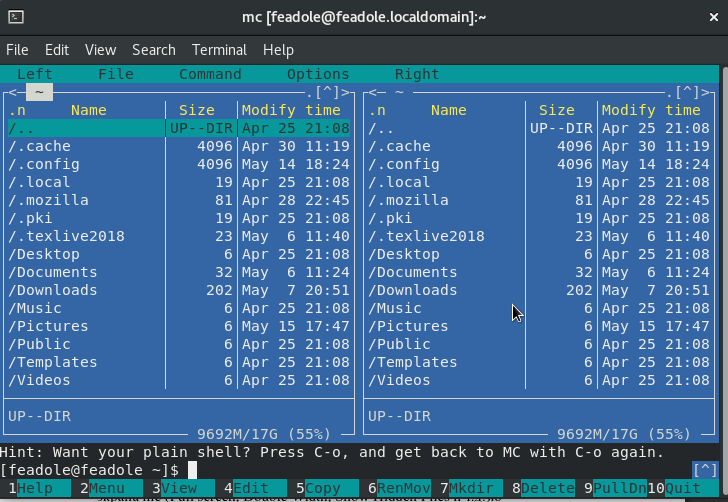 mc [feadole@feadole.localdomain]:~
File Edit View Search Terminal Help
Left File Command Options Right
<─ ~ .[^]> <─ ~ .[^]>
.n Name Size Modify time .n Name Size Modify time
/.. UP--DIR Apr 25 21:08 /.. UP--DIR Apr 25 21:08
/.cache 4096 Apr 30 11:19 /.cache 4096 Apr 30 11:19
/.config 4096 May 14 18:24 /.config 4096 May 14 18:24
/.local 19 Apr 25 21:08 /.local 19 Apr 25 21:08
/.mozilla 81 Apr 28 22:45 /.mozilla 81 Apr 28 22:45
/.pki 19 Apr 25 21:08 /.pki 19 Apr 25 21:08
/.texlive2018 23 May 6 11:40 /.texlive2018 23 May 6 11:40
/Desktop 6 Apr 25 21:08 /Desktop 6 Apr 25 21:08
/Documents 32 May 6 11:24 /Documents 32 May 6 11:24
/Downloads 202 May 7 20:51 /Downloads 202 May 7 20:51
/Music 6 Apr 25 21:08 /Music 6 Apr 25 21:08
/Pictures 6 May 15 17:47 /Pictures 6 May 15 17:47
/Public 6 Apr 25 21:08 /Public 6 Apr 25 21:08
/Templates 6 Apr 25 21:08 /Templates 6 Apr 25 21:08
/Videos 6 Apr 25 21:08 /Videos 6 Apr 25 21:08
UP--DIR UP--DIR
9692M/17G (55%) 9692M/17G (55%)
Hint: Want your plain shell? Press C-o, and get back to MC with C-o again.
[feadole@feadole ~]$ [^]
1Help 2Menu 3View 4Edit 5Copy 6RenMov 7Mkdir 8Delete 9PullDn 10Quit